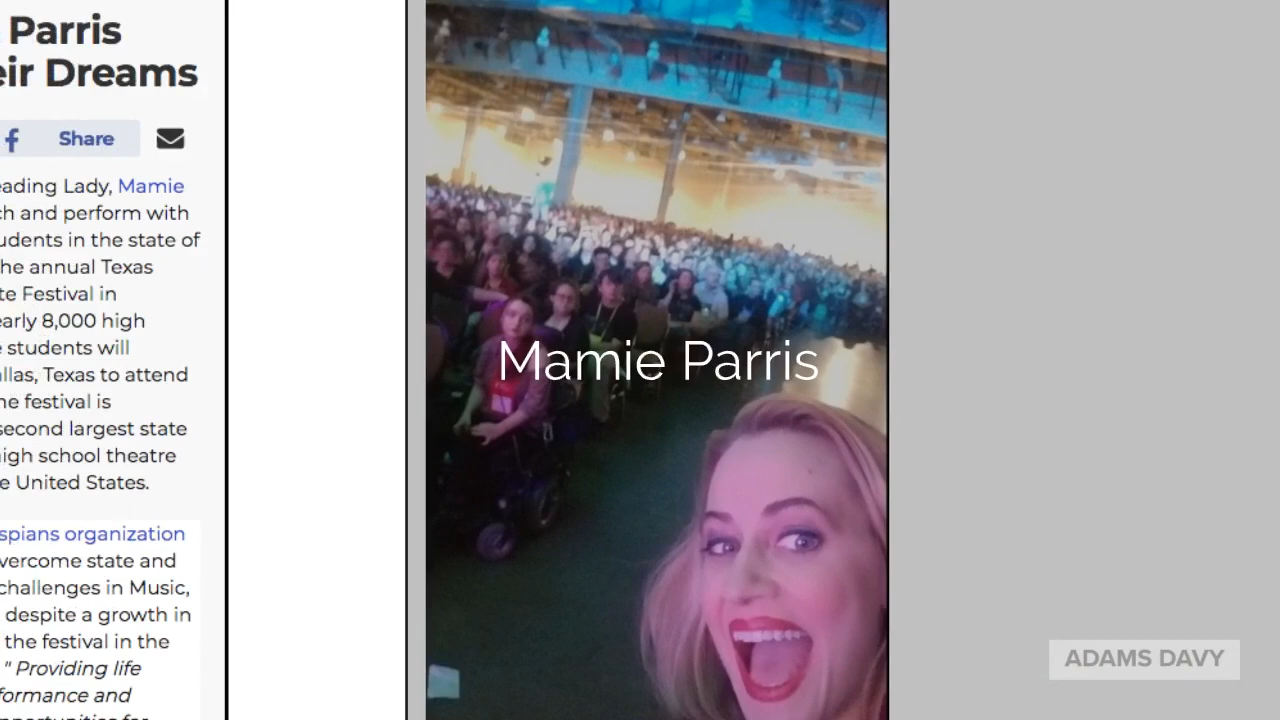 Parris
eir Dreams
Share
eading Lady, Mamie
ch and perform with
udents in the state of
he annual Texas
te Festival in
early 8,000 high
e students will
allas, Texas to attend
he festival is
second largest state
high school theatre
e United States.
spians organization
vercome state and
challenges in Music,
despite a growth in
the festival in the
" Providing life
formance and
Mamie Parris
ADAMS DAVY